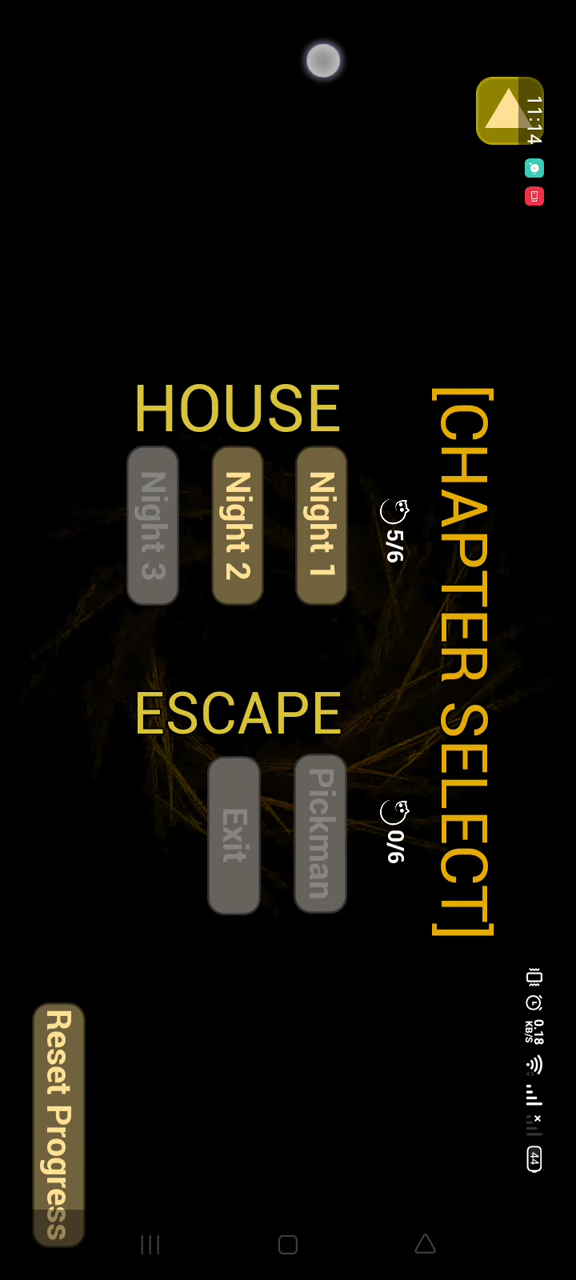 11:14
0.18
KB/S
44
[CHAPTER SELECT]
5/6
HOUSE
Night 1
Night 2
Night 3
0/6
ESCAPE
Pickman
Exit
Reset Progress